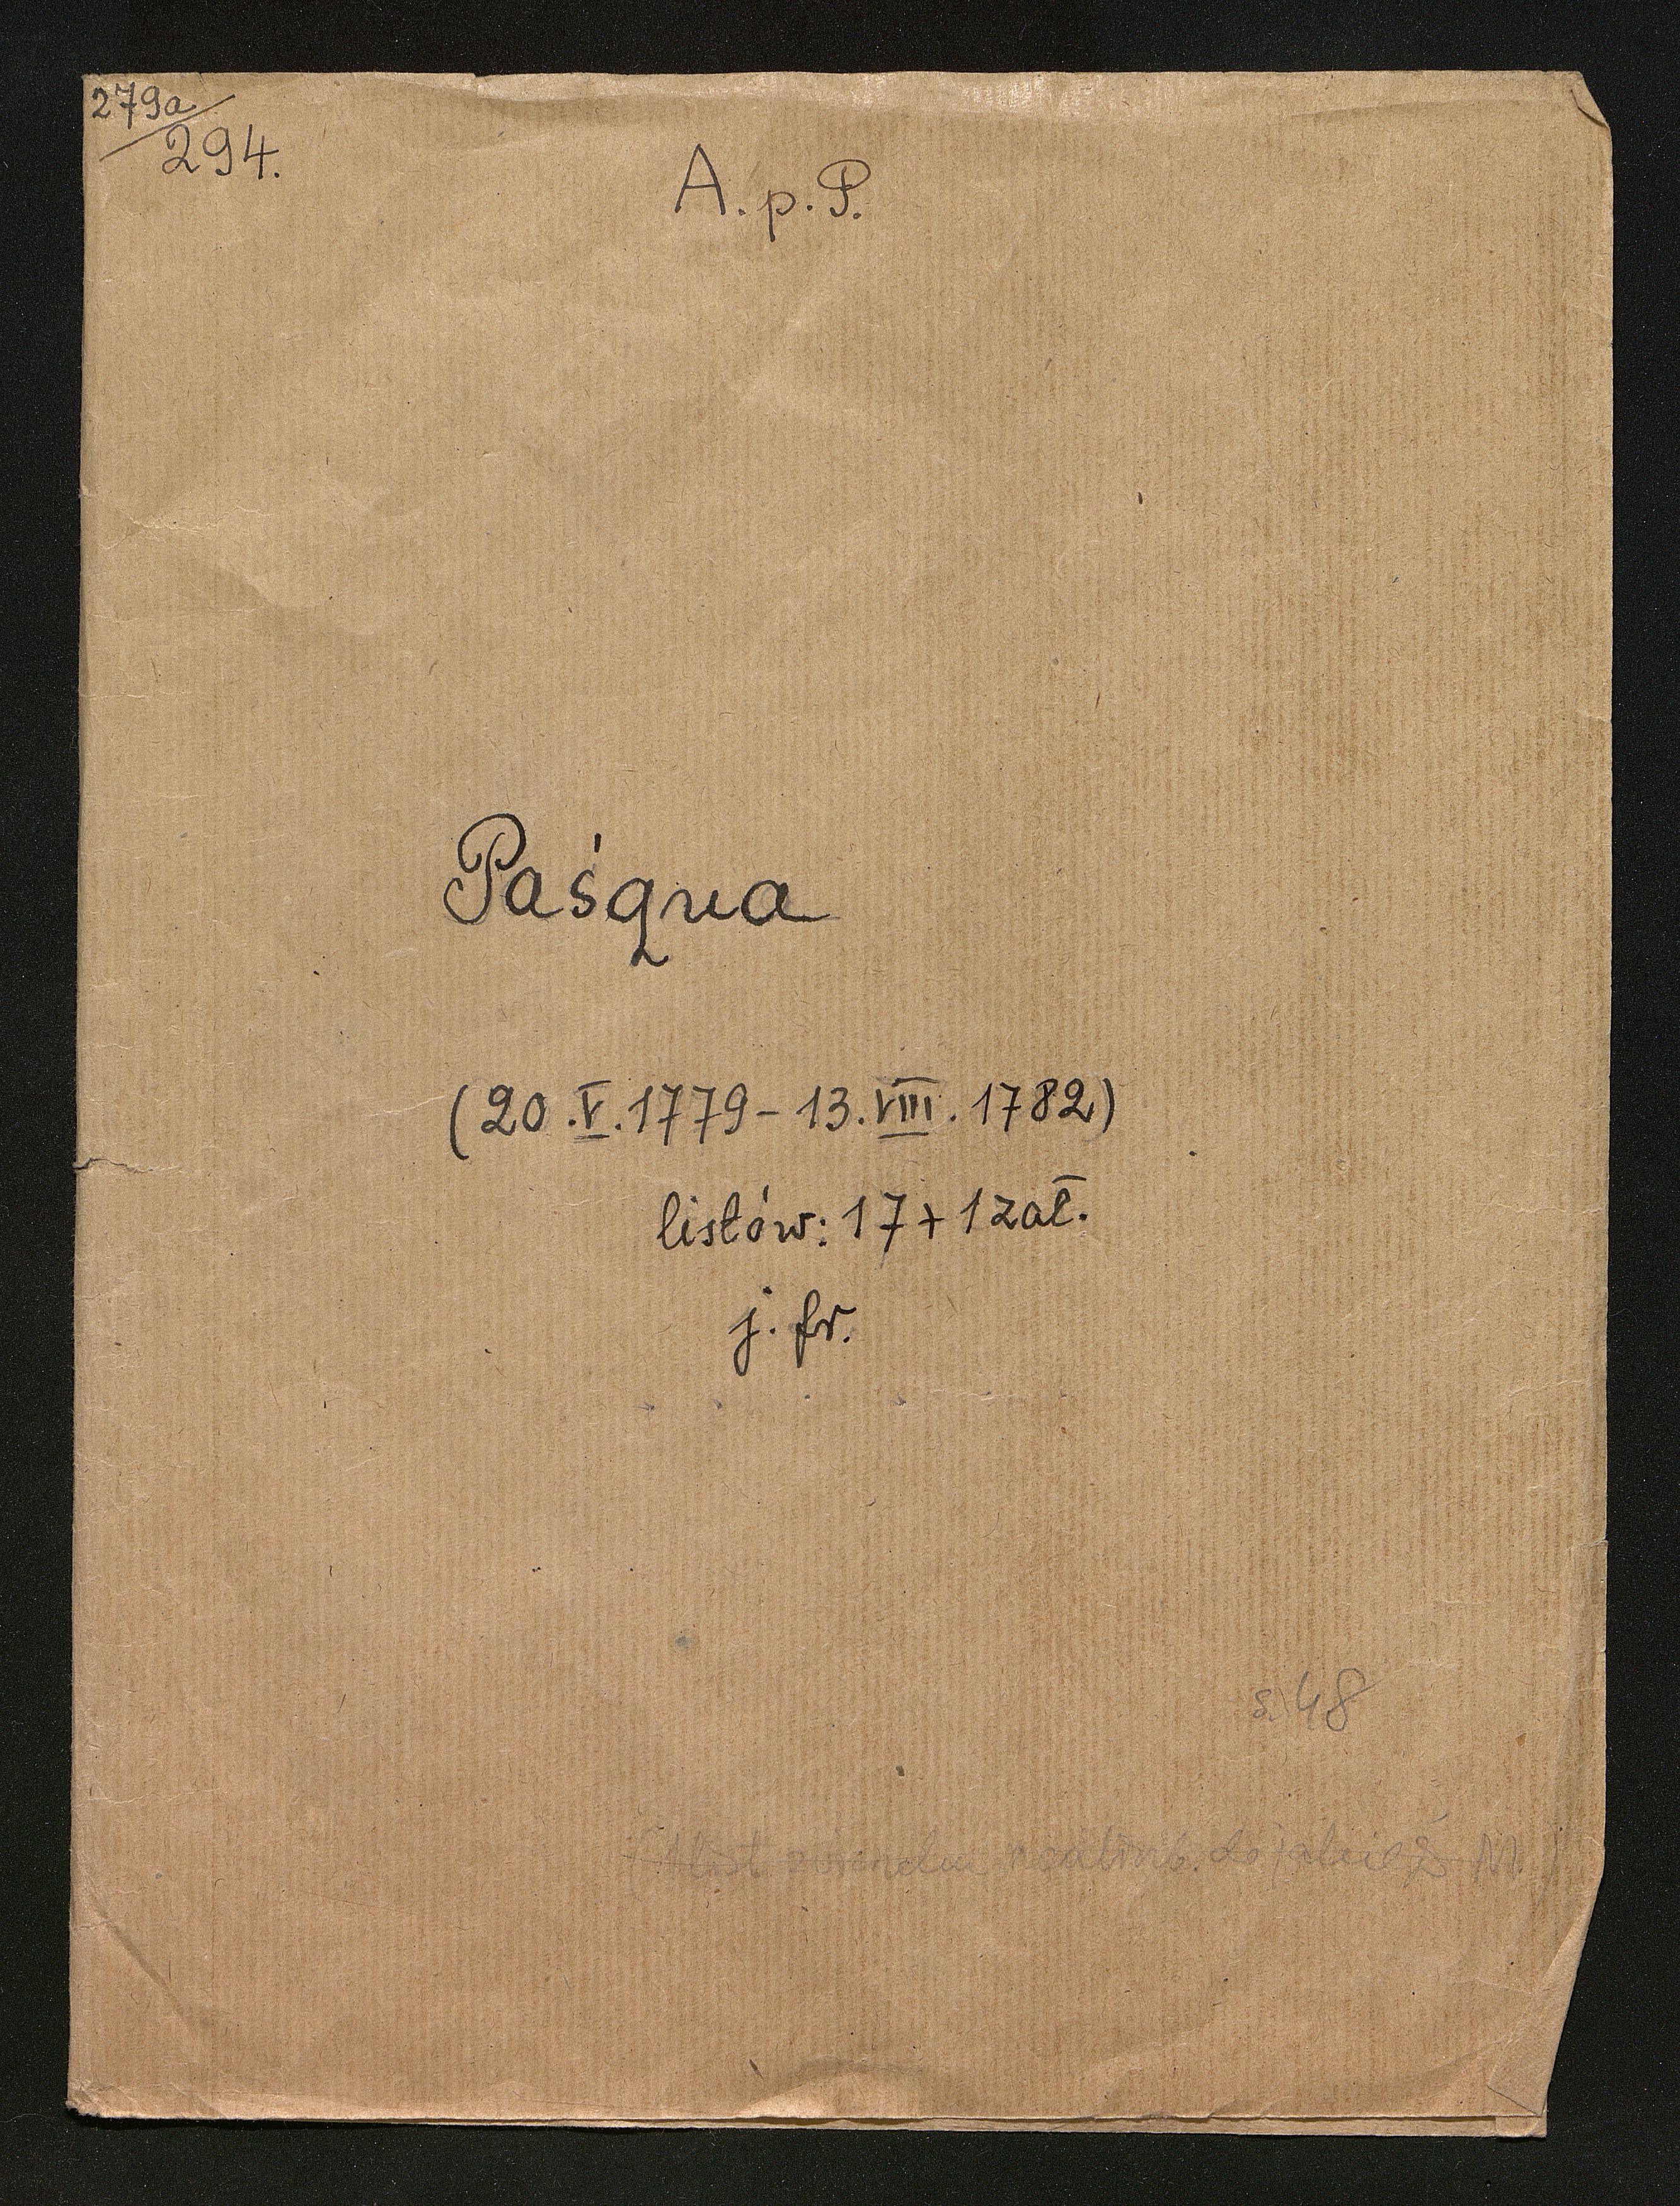 279a
294.
A. p. P.
Paśqua
(20.V.1779 – 13.VIII.1782)
listów: 17 + 1 zał.
j. fr.
s. 48